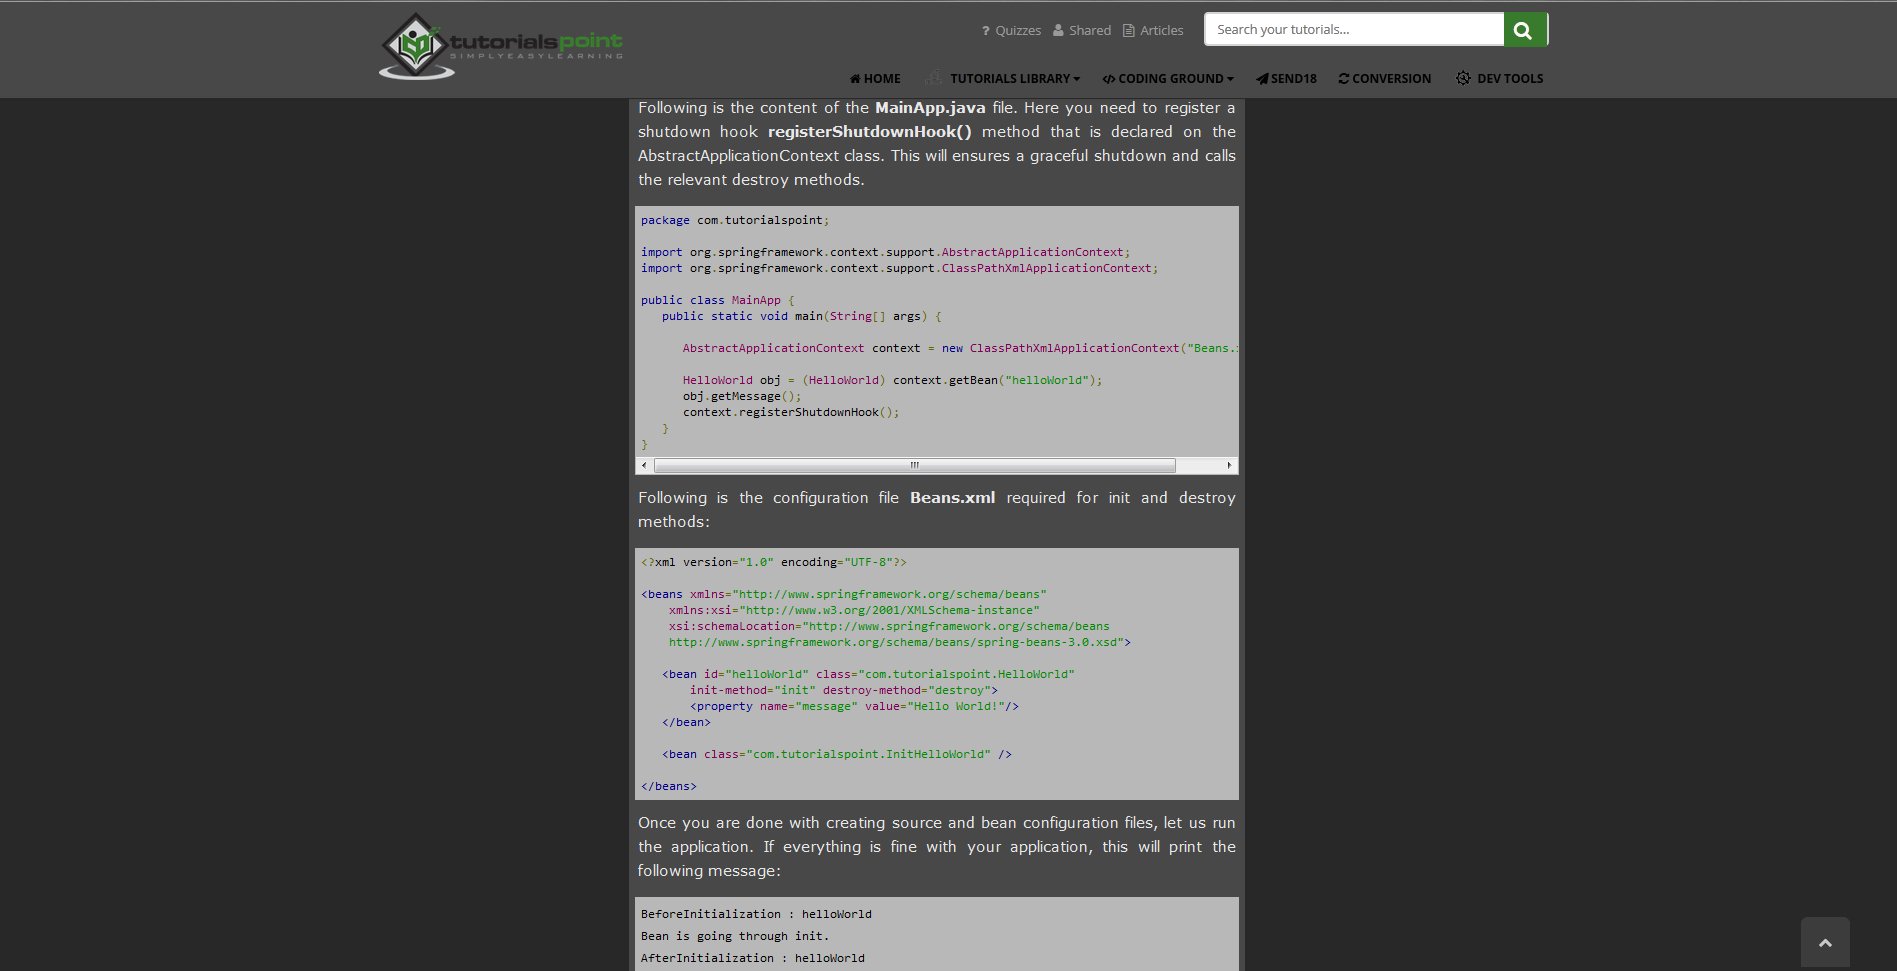 tutorialspoint
SIMPLYEASYLEARNING
? Quizzes Shared Articles
Search your tutorials...
HOME TUTORIALS LIBRARY CODING GROUND SEND18 CONVERSION DEV TOOLS
Following is the content of the MainApp.java file. Here you need to register a
shutdown hook registerShutdownHook() method that is declared on the
AbstractApplicationContext class. This will ensures a graceful shutdown and calls
the relevant destroy methods.
package com.tutorialspoint;
import org.springframework.context.support.AbstractApplicationContext;
import org.springframework.context.support.ClassPathXmlApplicationContext;
public class MainApp {
public static void main(String[] args) {
AbstractApplicationContext context = new ClassPathXmlApplicationContext("Beans.
HelloWorld obj = (HelloWorld) context.getBean("helloWorld");
obj.getMessage();
context.registerShutdownHook();
}
}
Following is the configuration file Beans.xml required for init and destroy
methods:
<?xml version="1.0" encoding="UTF-8"?>
<beans xmlns="http://www.springframework.org/schema/beans"
xmlns:xsi="http://www.w3.org/2001/XMLSchema-instance"
xsi:schemaLocation="http://www.springframework.org/schema/beans
http://www.springframework.org/schema/beans/spring-beans-3.0.xsd">
<bean id="helloWorld" class="com.tutorialspoint.HelloWorld"
init-method="init" destroy-method="destroy">
<property name="message" value="Hello World!"/>
</bean>
<bean class="com.tutorialspoint.InitHelloWorld" />
</beans>
Once you are done with creating source and bean configuration files, let us run
the application. If everything is fine with your application, this will print the
following message:
BeforeInitialization : helloWorld
Bean is going through init.
AfterInitialization : helloWorld